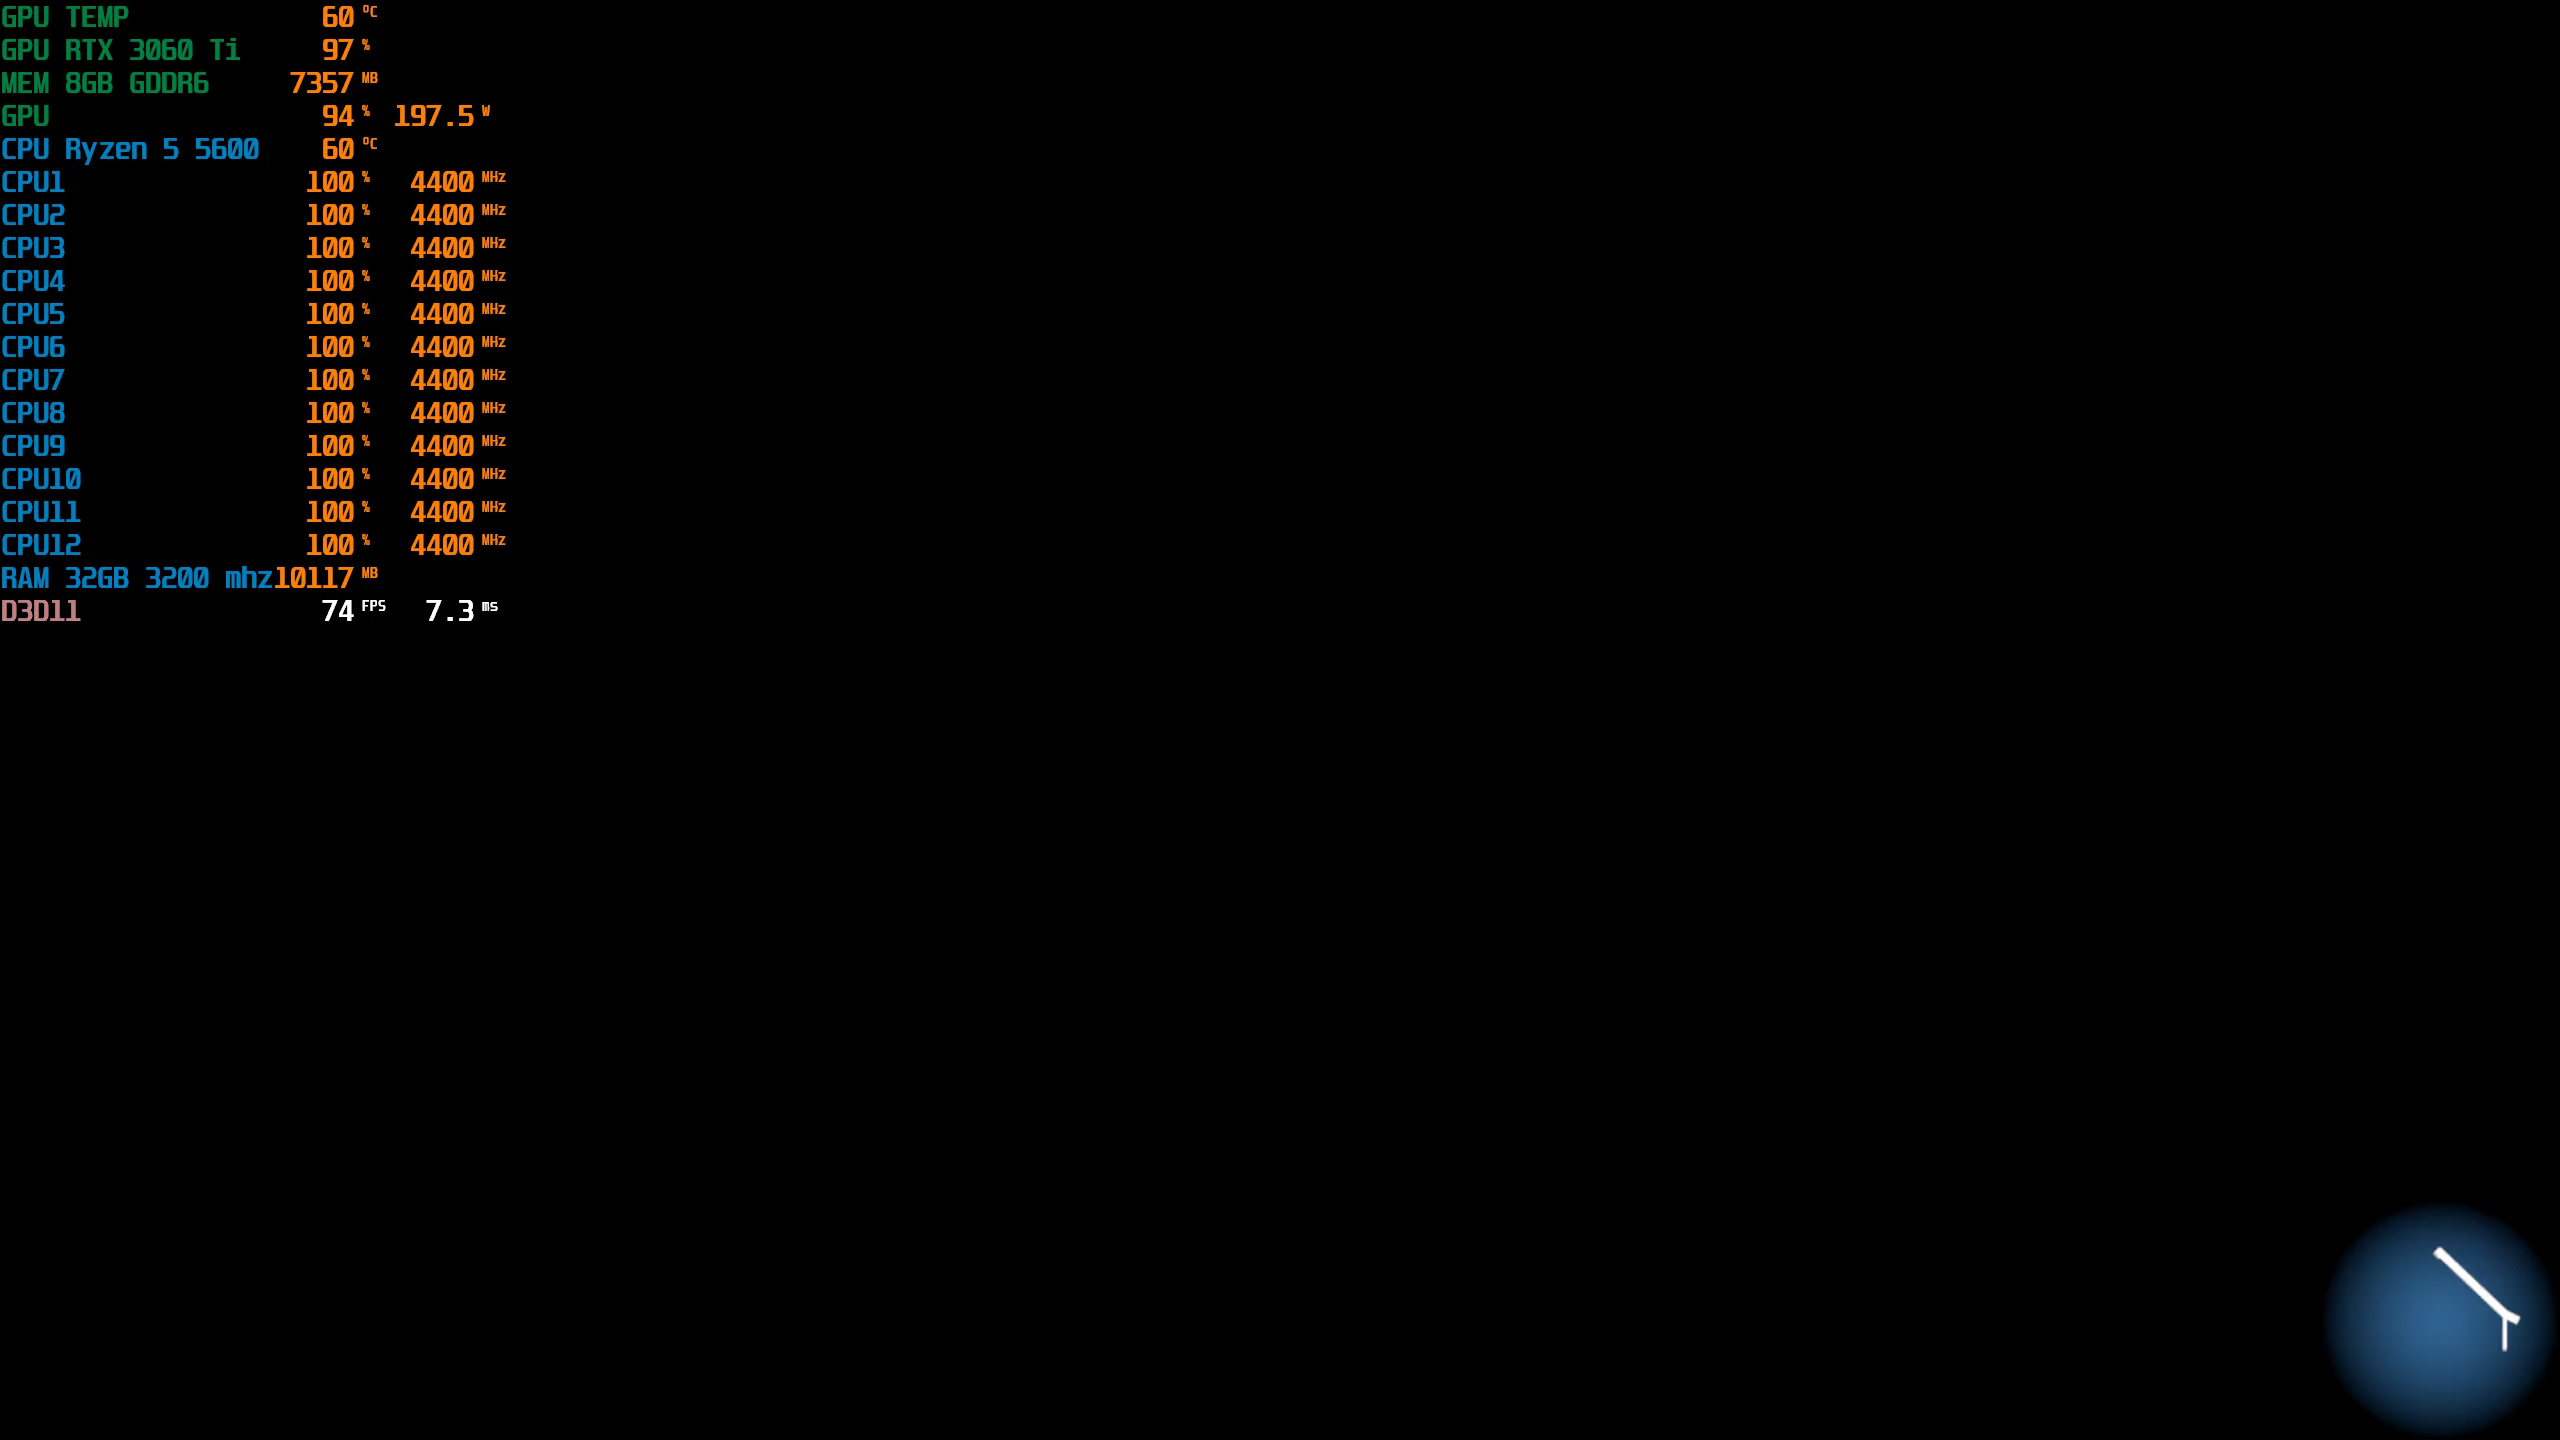 GPU TEMP 60 °C
GPU RTX 3060 Ti 97 %
MEM 8GB GDDR6 7357 MB
GPU 94 % 197.5 W
CPU Ryzen 5 5600 60 °C
CPU1 100 % 4400 MHz
CPU2 100 % 4400 MHz
CPU3 100 % 4400 MHz
CPU4 100 % 4400 MHz
CPU5 100 % 4400 MHz
CPU6 100 % 4400 MHz
CPU7 100 % 4400 MHz
CPU8 100 % 4400 MHz
CPU9 100 % 4400 MHz
CPU10 100 % 4400 MHz
CPU11 100 % 4400 MHz
CPU12 100 % 4400 MHz
RAM 32GB 3200 mhz 10117 MB
D3D11 74 FPS 7.3 ms